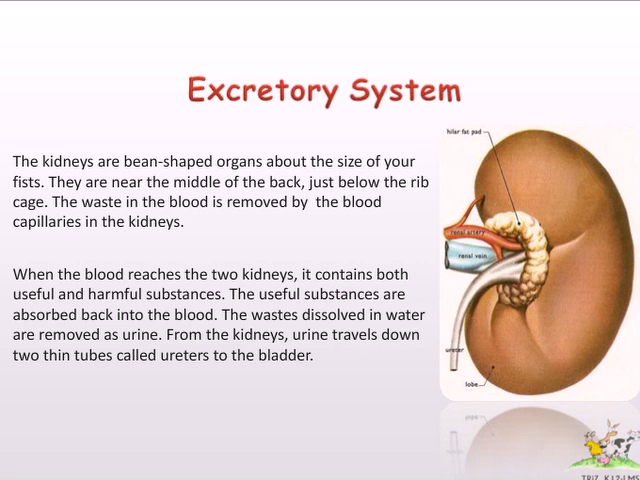 Excretory System
hilar fat pad
The kidneys are bean-shaped organs about the size of your
fists. They are near the middle of the back, just below the rib
cage. The waste in the blood is removed by  the blood
capillaries in the kidneys.
renal artery
renal vein
When the blood reaches the two kidneys, it contains both
useful and harmful substances. The useful substances are
absorbed back into the blood. The wastes dissolved in water
are removed as urine. From the kidneys, urine travels down
two thin tubes called ureters to the bladder.
ureter
lobe